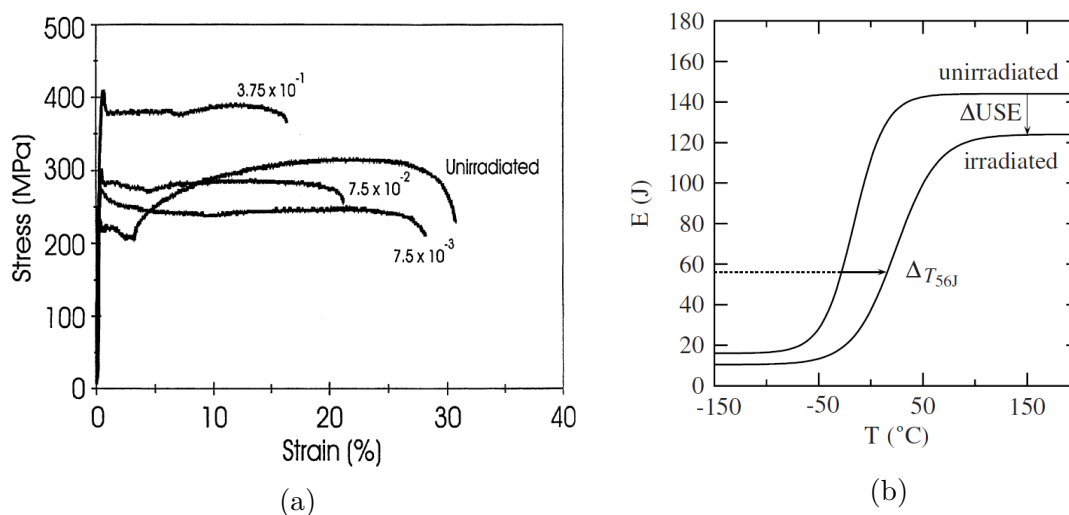 500
400
300
200
100
0
Stress (MPa)
3.75 x 10⁻¹
Unirradiated
7.5 x 10⁻²
7.5 x 10⁻³
0 10 20 30 40
Strain (%)
(a)
180
160
140
120
100
80
60
40
20
0
E (J)
unirradiated
ΔUSE
irradiated
Δ T56J
-150 -50 50 150
T (°C)
(b)